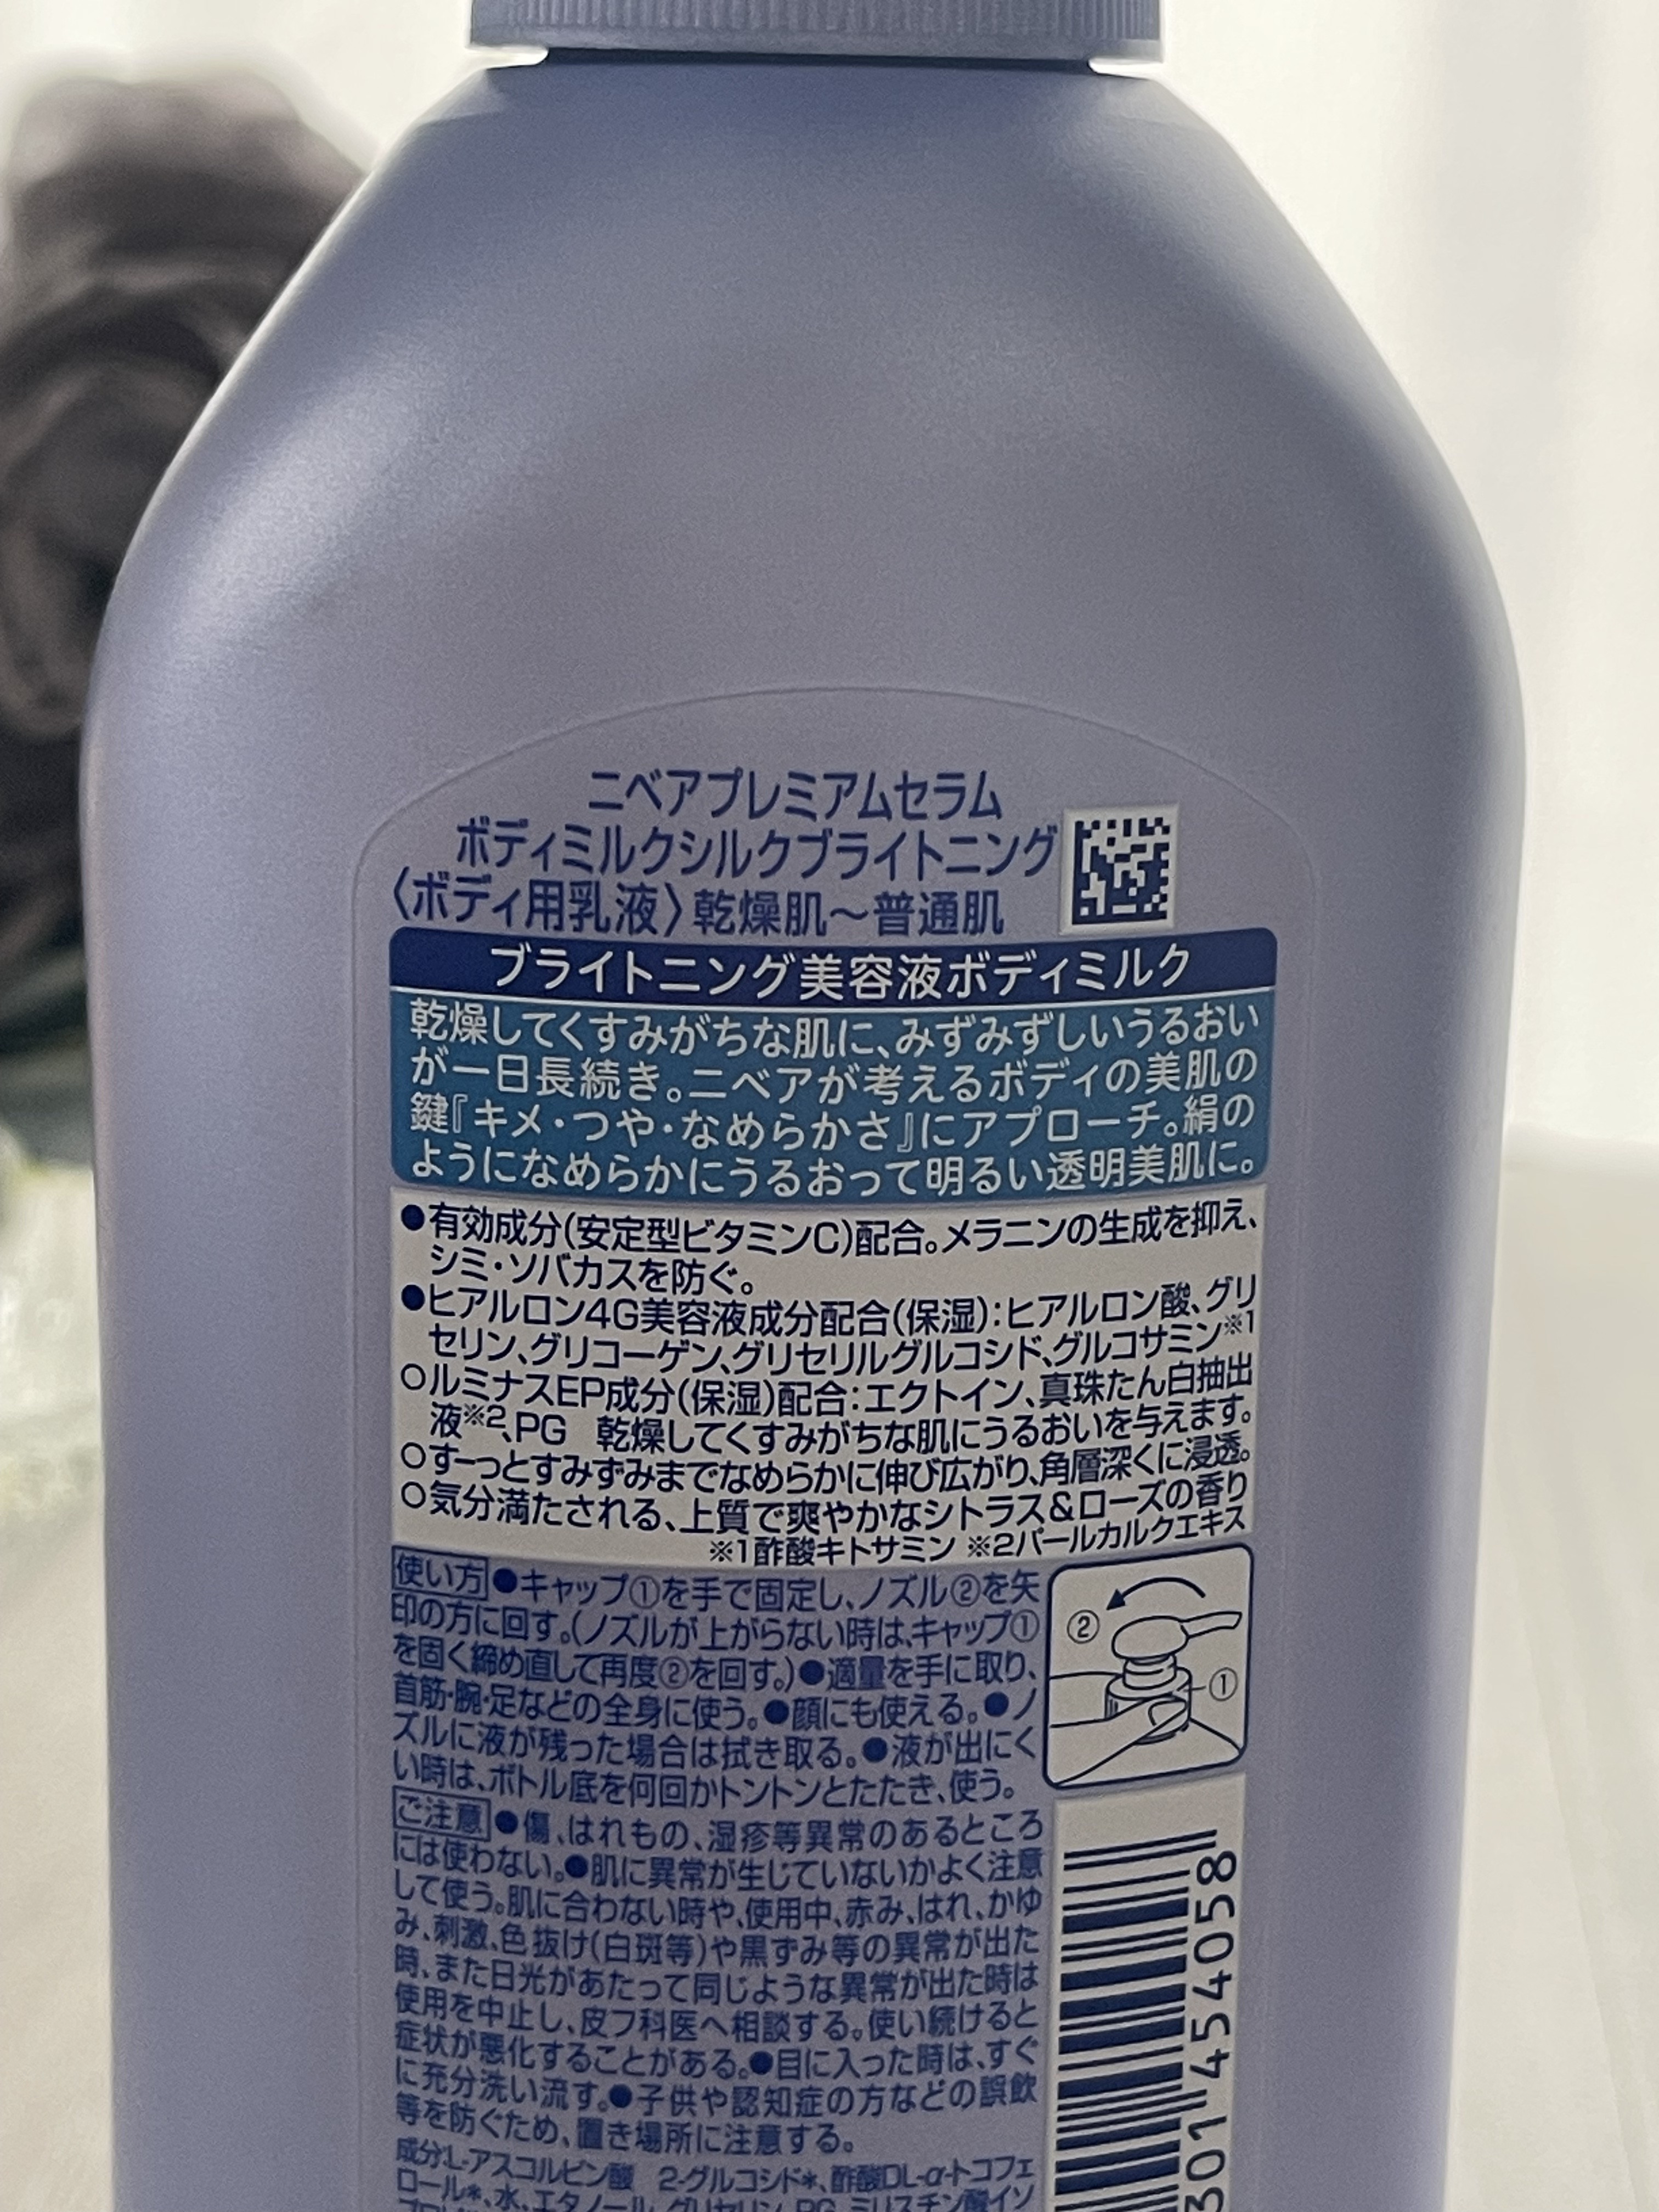 ニベアプレミアムセラム
ボディミルクシルクブライトニング
〈ボディ用乳液〉乾燥肌～普通肌
ブライトニング美容液ボディミルク
乾燥してくすみがちな肌に、みずみずしいうるおい
が一日長続き。ニベアが考えるボディの美肌の
鍵『キメ・つや・なめらかさ』にアプローチ。絹の
ようになめらかにうるおって明るい透明美肌に。
●有効成分(安定型ビタミンC)配合。メラニンの生成を抑え、
シミ・ソバカスを防ぐ。
●ヒアルロン4G美容液成分配合(保湿)：ヒアルロン酸、グリ
セリン、グリコーゲン、グリセリルグルコシド、グルコサミン※1
○ルミナスEP成分(保湿)配合：エクトイン、真珠たん白抽出
液※2、PG 乾燥してくすみがちな肌にうるおいを与えます。
○すーっとすみずみまでなめらかに伸び広がり、角層深くに浸透。
○気分満たされる、上質で爽やかなシトラス&ローズの香り
※1酢酸キトサミン ※2パールカルクエキス
使い方 ●キャップ①を手で固定し、ノズル②を矢
印の方に回す。(ノズルが上がらない時は、キャップ①
を固く締め直して再度②を回す。)●適量を手に取り、
首筋・腕・足などの全身に使う。●顔にも使える。●ノ
ズルに液が残った場合は拭き取る。●液が出にく
い時は、ボトル底を何回かトントンとたたき、使う。
②
①
ご注意 ●傷、はれもの、湿疹等異常のあるところ
には使わない。●肌に異常が生じていないかよく注意
して使う。肌に合わない時や、使用中、赤み、はれ、かゆ
み、刺激、色抜け(白斑等)や黒ずみ等の異常が出た
時、また日光があたって同じような異常が出た時は
使用を中止し、皮フ科医へ相談する。使い続けると
症状が悪化することがある。●目に入った時は、すぐ
に充分洗い流す。●子供や認知症の方などの誤飲
等を防ぐため、置き場所に注意する。
成分：L-アスコルビン酸 2-グルコシド*、酢酸DL-α-トコフェ
ロール*、水、エタノール、グリセリン、PG、ミリスチン酸イソ
301 454058